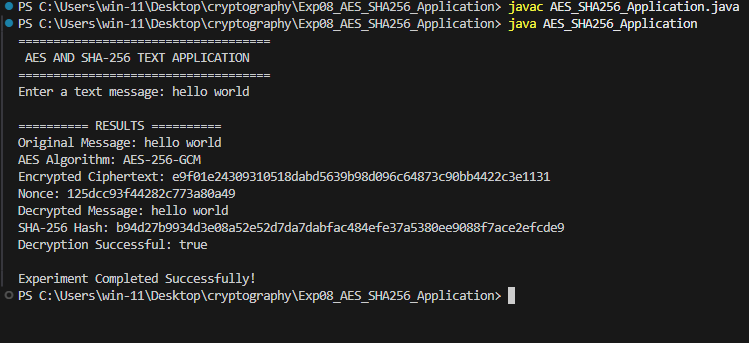 PS C:\Users\win-11\Desktop\cryptography\Exp08_AES_SHA256_Application> javac AES_SHA256_Application.java
PS C:\Users\win-11\Desktop\cryptography\Exp08_AES_SHA256_Application> java AES_SHA256_Application
====================================
AES AND SHA-256 TEXT APPLICATION
====================================
Enter a text message: hello world
========== RESULTS ==========
Original Message: hello world
AES Algorithm: AES-256-GCM
Encrypted Ciphertext: e9f01e24309310518dabd5639b98d096c64873c90bb4422c3e1131
Nonce: 125dcc93f44282c773a80a49
Decrypted Message: hello world
SHA-256 Hash: b94d27b9934d3e08a52e52d7da7dabfac484efe37a5380ee9088f7ace2efcde9
Decryption Successful: true
Experiment Completed Successfully!
PS C:\Users\win-11\Desktop\cryptography\Exp08_AES_SHA256_Application>